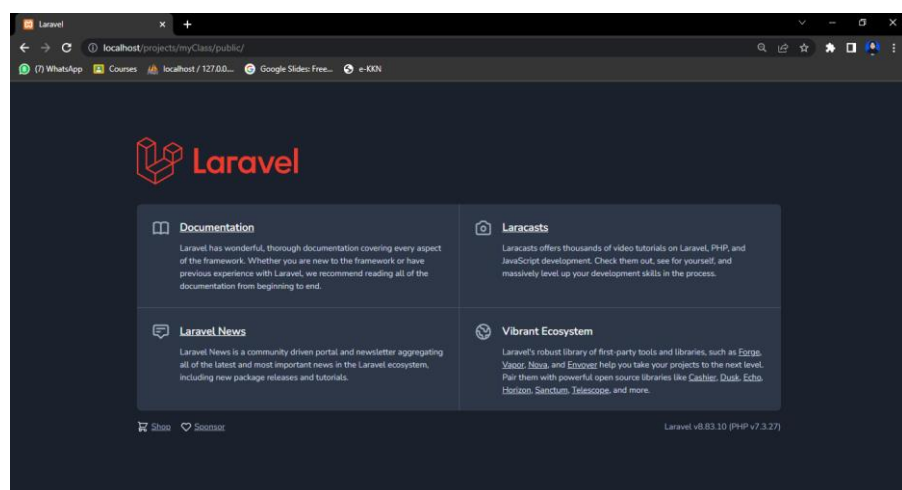 Laravel
localhost/projects/myClass/public/
(7) WhatsApp Courses localhost / 127.0.0... Google Slides: Free... e-KKN
Laravel
Documentation
Laravel has wonderful, thorough documentation covering every aspect
of the framework. Whether you are new to the framework or have
previous experience with Laravel, we recommend reading all of the
documentation from beginning to end.
Laracasts
Laracasts offers thousands of video tutorials on Laravel, PHP, and
JavaScript development. Check them out, see for yourself, and
massively level up your development skills in the process.
Laravel News
Laravel News is a community driven portal and newsletter aggregating
all of the latest and most important news in the Laravel ecosystem,
including new package releases and tutorials.
Vibrant Ecosystem
Laravel's robust library of first-party tools and libraries, such as Forge,
Vapor, Nova, and Envoyer help you take your projects to the next level.
Pair them with powerful open source libraries like Cashier, Dusk, Echo,
Horizon, Sanctum, Telescope, and more.
Shop Sponsor
Laravel v8.83.10 (PHP v7.3.27)